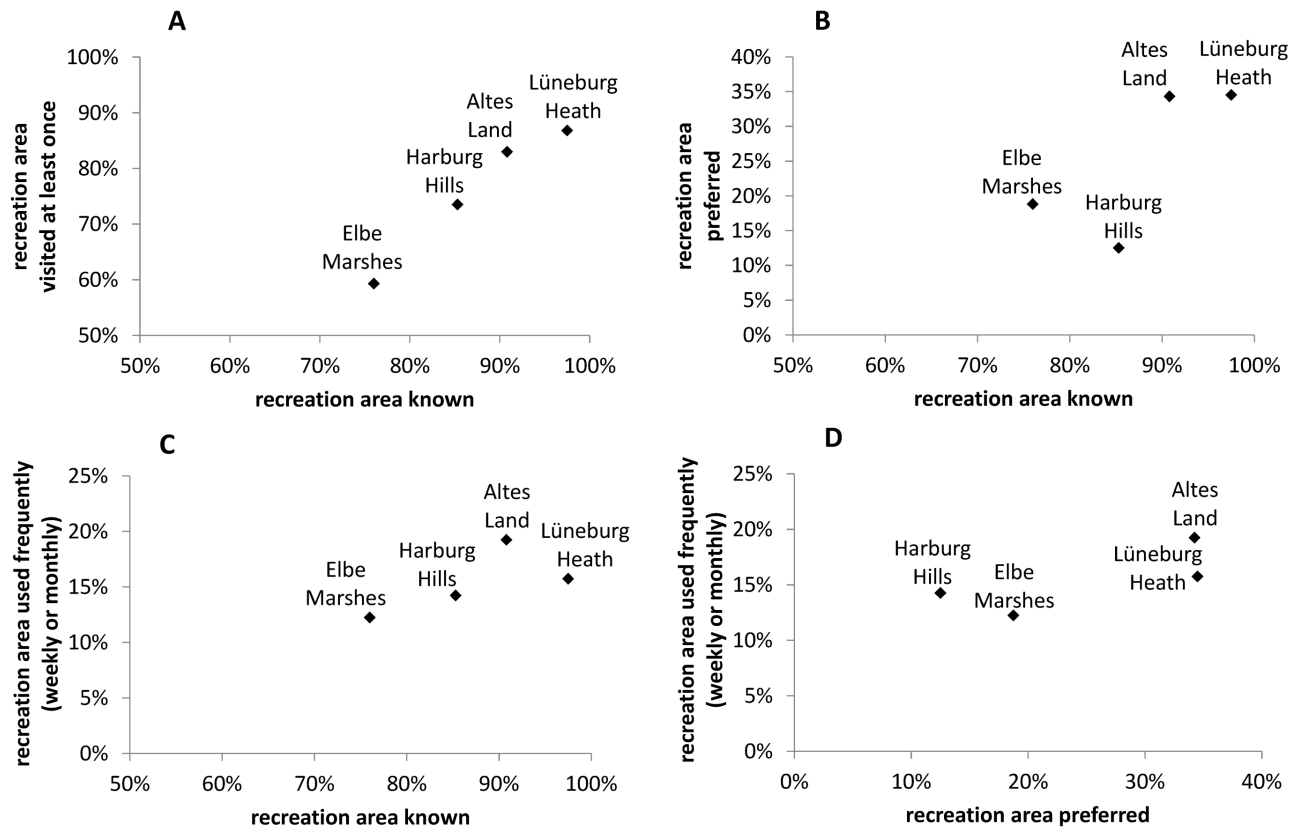 A
recreation area
visited at least once
100%
90%
80%
70%
60%
50%
50%
60%
70%
80%
90%
100%
recreation area known
Elbe
Marshes
Harburg
Hills
Altes
Land
Lüneburg
Heath
B
recreation area
preferred
40%
35%
30%
25%
20%
15%
10%
5%
0%
50%
60%
70%
80%
90%
100%
recreation area known
Elbe
Marshes
Harburg
Hills
Altes
Land
Lüneburg
Heath
C
recreation area used frequently
(weekly or monthly)
25%
20%
15%
10%
5%
0%
50%
60%
70%
80%
90%
100%
recreation area known
Elbe
Marshes
Harburg
Hills
Altes
Land
Lüneburg
Heath
D
recreation area used frequently
(weekly or monthly)
25%
20%
15%
10%
5%
0%
0%
10%
20%
30%
40%
recreation area preferred
Harburg
Hills
Elbe
Marshes
Altes
Land
Lüneburg
Heath